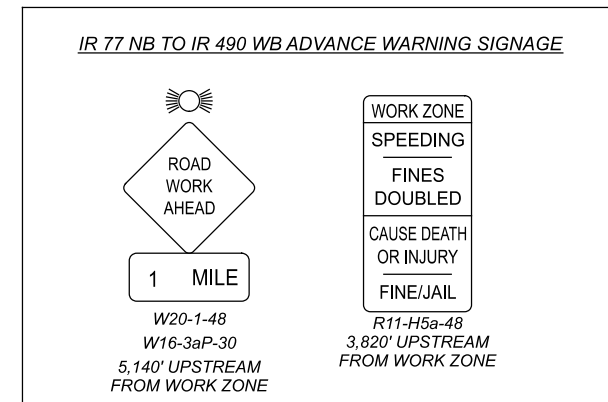 IR 77 NB TO IR 490 WB ADVANCE WARNING SIGNAGE
ROAD
WORK
AHEAD
1 MILE
W20-1-48
W16-3aP-30
5,140' UPSTREAM
FROM WORK ZONE
WORK ZONE
SPEEDING
FINES
DOUBLED
CAUSE DEATH
OR INJURY
FINE/JAIL
R11-H5a-48
3,820' UPSTREAM
FROM WORK ZONE